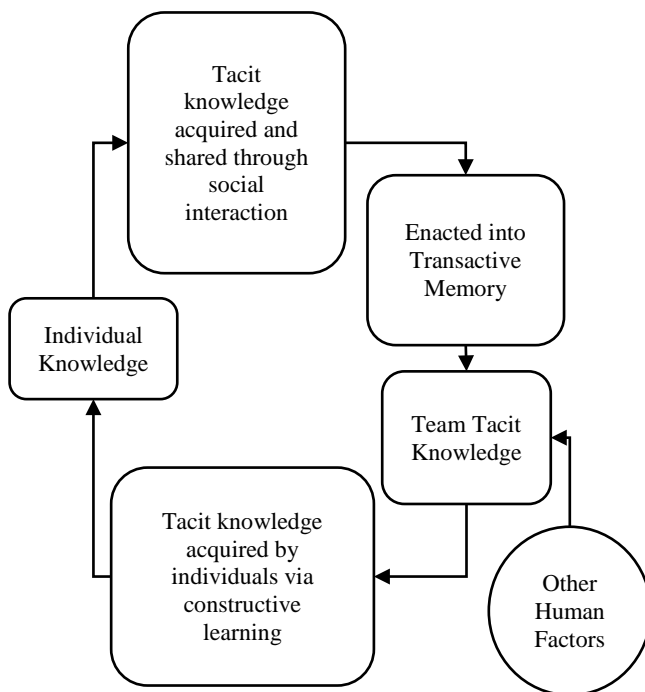 Tacit
knowledge
acquired and
shared through
social
interaction
Enacted into
Transactive
Memory
Individual
Knowledge
Team Tacit
Knowledge
Tacit knowledge
acquired by
individuals via
constructive
learning
Other
Human
Factors